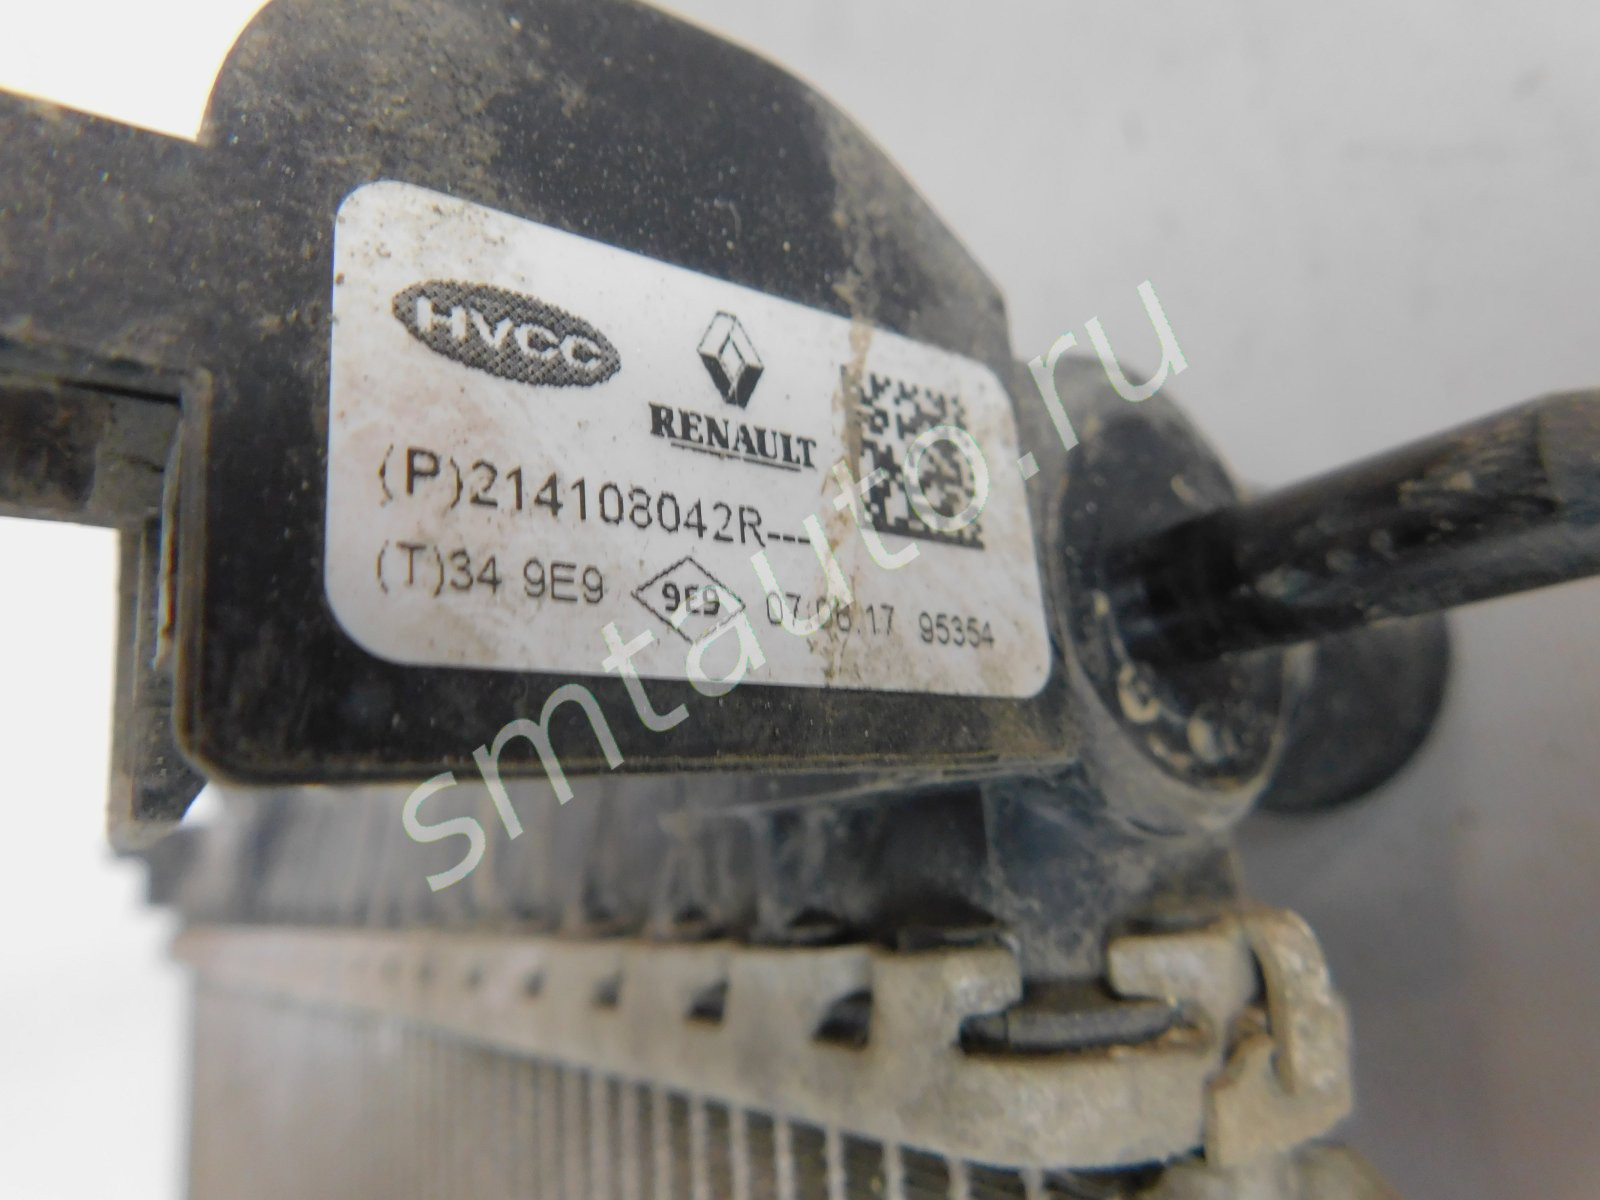 HVCC
RENAULT
(P)214108042R---
(T)34 9E9 9E9 07.08.17 95354
smtauto.ru